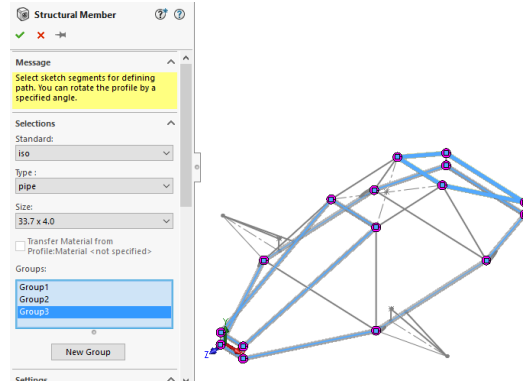 Structural Member
Message
Select sketch segments for defining
path. You can rotate the profile by a
specified angle.
Selections
Standard:
iso
Type :
pipe
Size:
33.7 x 4.0
Transfer Material from
Profile:Material <not specified>
Groups:
Group1
Group2
Group3
New Group
Settings
Y
Z